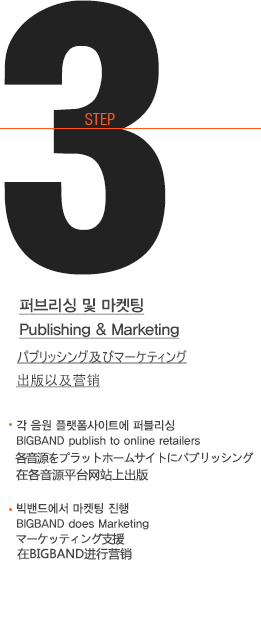 3
STEP
퍼브리싱 및 마켓팅
Publishing & Marketing
パブリッシング及びマーケティング
出版以及营销
• 각 음원 플랫폼사이트에 퍼블리싱
BIGBAND publish to online retailers
各音源をプラットホームサイトにパブリッシング
在各音源平台网站上出版
• 빅밴드에서 마켓팅 진행
BIGBAND does Marketing
マーケッティング支援
在BIGBAND进行营销